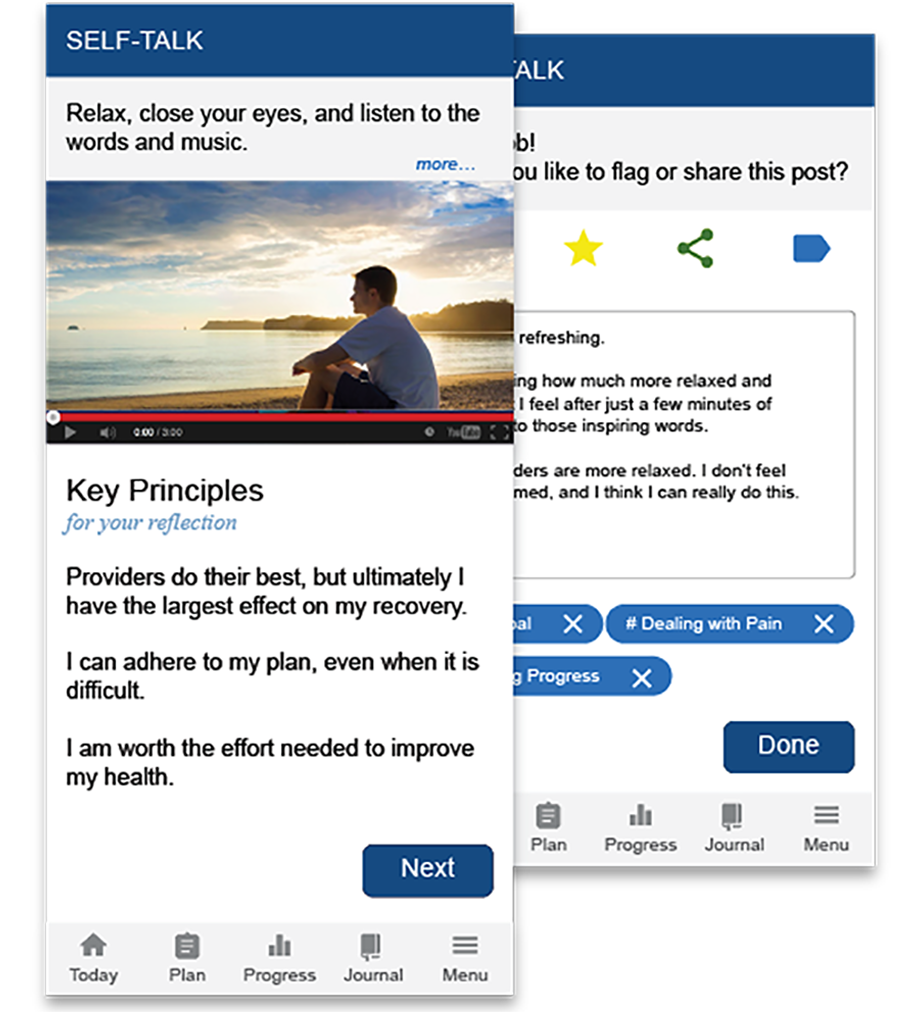 SELF-TALK
Relax, close your eyes, and listen to the
words and music.
more...
0:00 / 3:00
YouTube
Key Principles
for your reflection
Providers do their best, but ultimately I
have the largest effect on my recovery.
I can adhere to my plan, even when it is
difficult.
I am worth the effort needed to improve
my health.
Next
Today Plan Progress Journal Menu
ALK
ob!
ou like to flag or share this post?
refreshing.
ing how much more relaxed and
I feel after just a few minutes of
to those inspiring words.
ders are more relaxed. I don't feel
med, and I think I can really do this.
al
# Dealing with Pain
g Progress
Done
Plan Progress Journal Menu